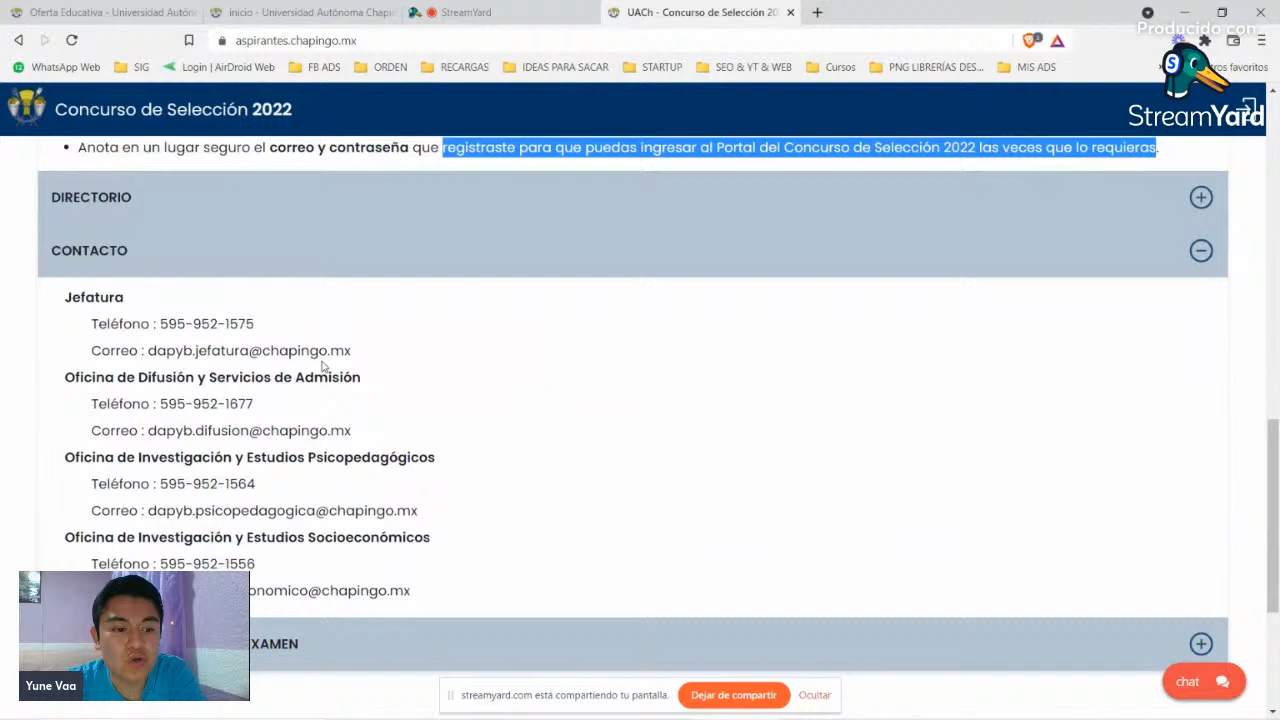 Oferta Educativa - Universidad Autón
inicio - Universidad Autónoma Chapin
StreamYard
UACh - Concurso de Selección 20
Producido con
aspirantes.chapingo.mx
WhatsApp Web
SIG
Login | AirDroid Web
FB ADS
ORDEN
RECARGAS
IDEAS PARA SACAR
STARTUP
SEO & YT & WEB
Cursos
PNG LIBRERÍAS DES...
MIS ADS
ros favoritos
StreamYard
Concurso de Selección 2022
• Anota en un lugar seguro el correo y contraseña que registraste para que puedas ingresar al Portal del Concurso de Selección 2022 las veces que lo requieras.
DIRECTORIO
CONTACTO
Jefatura
Teléfono : 595-952-1575
Correo : dapyb.jefatura@chapingo.mx
Oficina de Difusión y Servicios de Admisión
Teléfono : 595-952-1677
Correo : dapyb.difusion@chapingo.mx
Oficina de Investigación y Estudios Psicopedagógicos
Teléfono : 595-952-1564
Correo : dapyb.psicopedagogica@chapingo.mx
Oficina de Investigación y Estudios Socioeconómicos
Teléfono : 595-952-1556
onomico@chapingo.mx
XAMEN
Yune Vaa
streamyard.com está compartiendo tu pantalla.
Dejar de compartir
Ocultar
chat